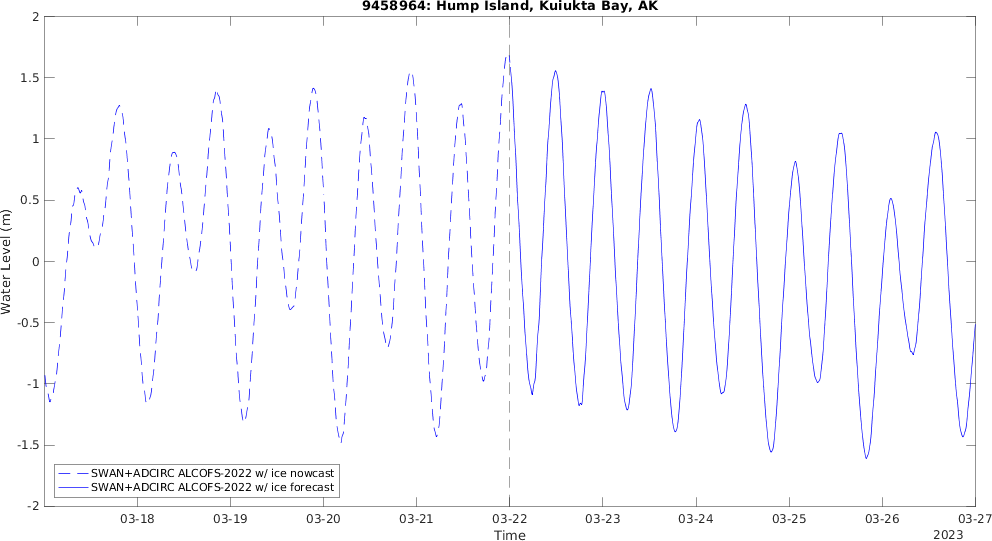 9458964: Hump Island, Kuiukta Bay, AK
Water Level (m)
2
1.5
1
0.5
0
-0.5
-1
-1.5
-2
SWAN+ADCIRC ALCOFS-2022 w/ ice nowcast
SWAN+ADCIRC ALCOFS-2022 w/ ice forecast
03-18 03-19 03-20 03-21 03-22 03-23 03-24 03-25 03-26 03-27
Time
2023